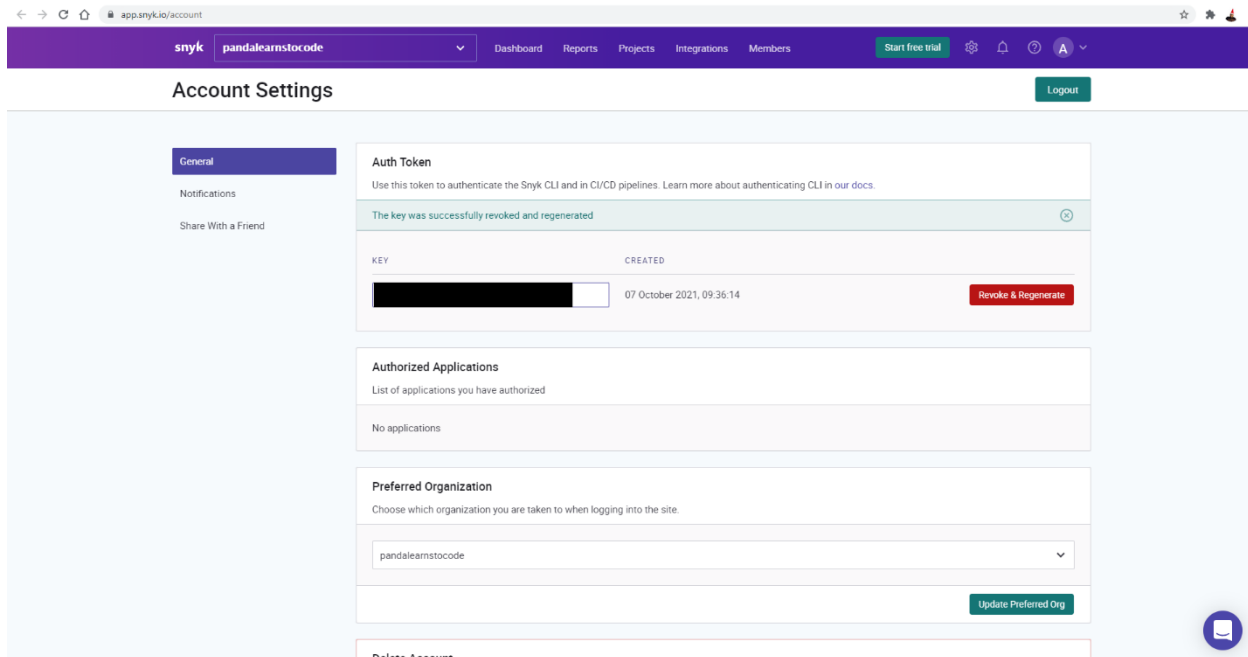 app.snyk.io/account
snyk pandalearnstocode Dashboard Reports Projects Integrations Members Start free trial A
Account Settings Logout
General
Notifications
Share With a Friend
Auth Token
Use this token to authenticate the Snyk CLI and in CI/CD pipelines. Learn more about authenticating CLI in our docs.
The key was successfully revoked and regenerated
KEY CREATED
07 October 2021, 09:36:14 Revoke & Regenerate
Authorized Applications
List of applications you have authorized
No applications
Preferred Organization
Choose which organization you are taken to when logging into the site.
pandalearnstocode
Update Preferred Org
Delete Account